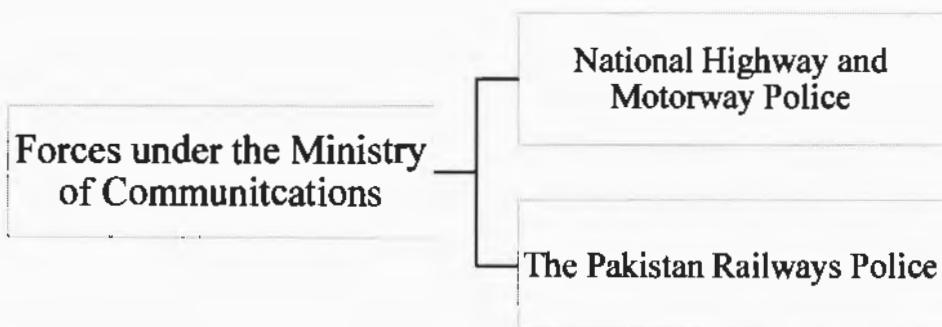 National Highway and
Motorway Police
Forces under the Ministry
of Communitcations
The Pakistan Railways Police